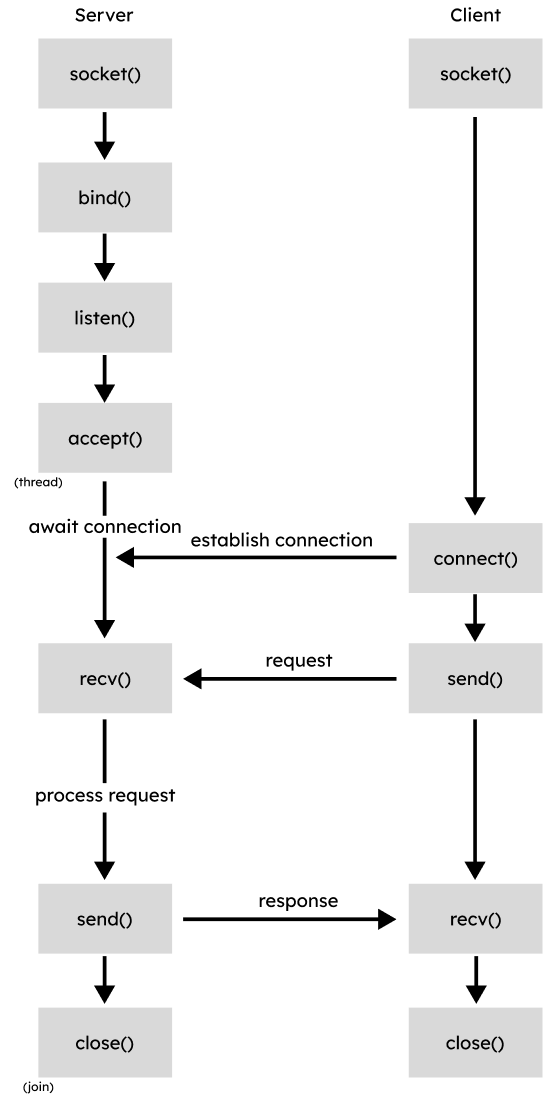 Server
Client
socket()
socket()
bind()
listen()
accept()
(thread)
await connection
establish connection
connect()
recv()
request
send()
process request
send()
response
recv()
close()
close()
(join)